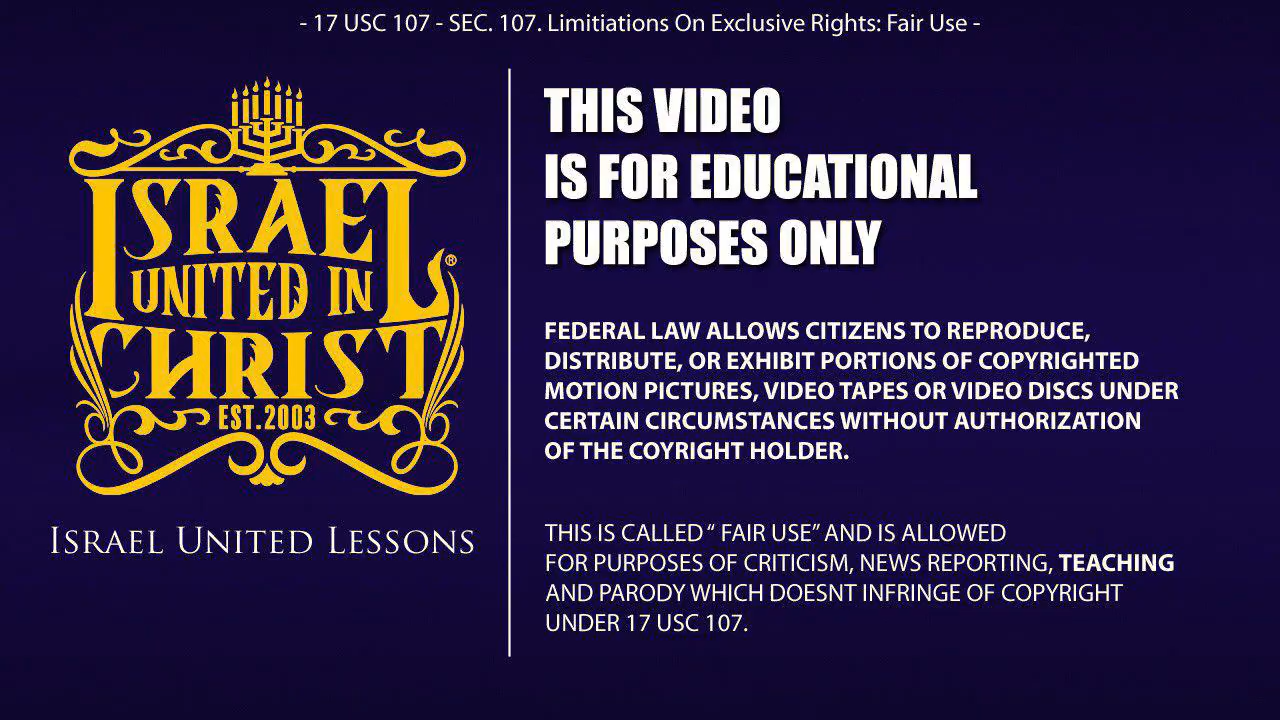 - 17 USC 107 - SEC. 107. Limitiations On Exclusive Rights: Fair Use -
ISRAEL
UNITED IN
CHRIST
®
EST.2003
ISRAEL UNITED LESSONS
THIS VIDEO
IS FOR EDUCATIONAL
PURPOSES ONLY
FEDERAL LAW ALLOWS CITIZENS TO REPRODUCE,
DISTRIBUTE, OR EXHIBIT PORTIONS OF COPYRIGHTED
MOTION PICTURES, VIDEO TAPES OR VIDEO DISCS UNDER
CERTAIN CIRCUMSTANCES WITHOUT AUTHORIZATION
OF THE COYRIGHT HOLDER.
THIS IS CALLED “ FAIR USE” AND IS ALLOWED
FOR PURPOSES OF CRITICISM, NEWS REPORTING, TEACHING
AND PARODY WHICH DOESNT INFRINGE OF COPYRIGHT
UNDER 17 USC 107.